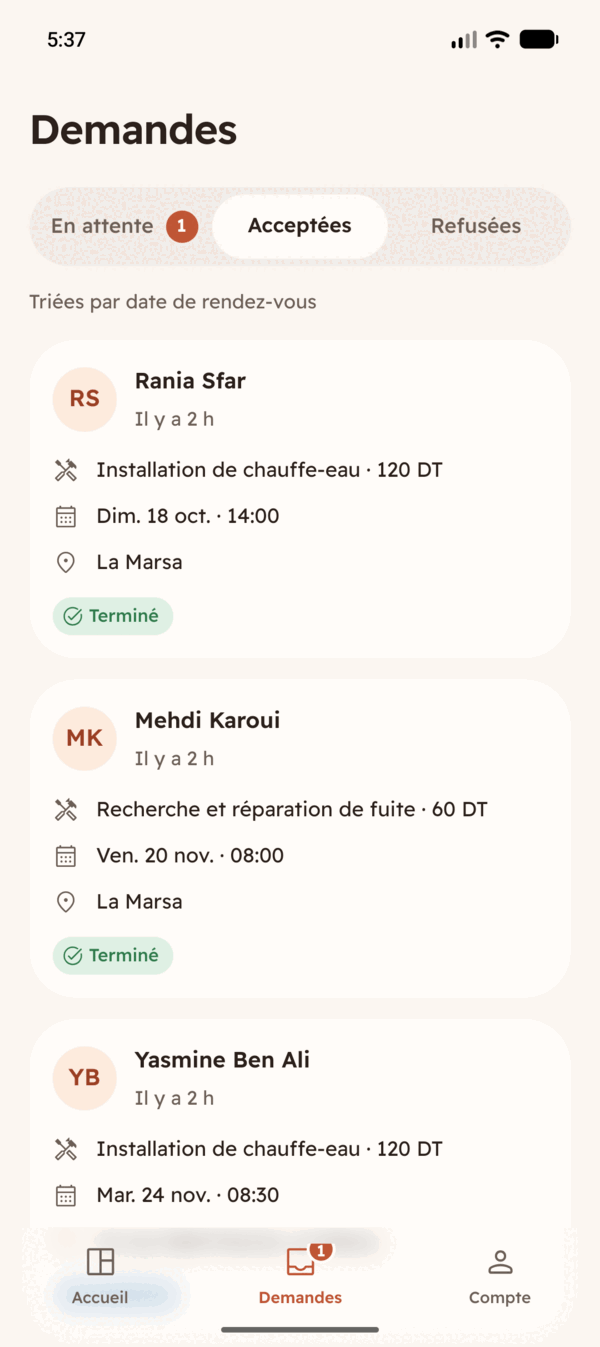 5:37
Demandes
En attente 1 Acceptées Refusées
Triées par date de rendez-vous
RS Rania Sfar
Il y a 2 h
Installation de chauffe-eau · 120 DT
Dim. 18 oct. · 14:00
La Marsa
Terminé
MK Mehdi Karoui
Il y a 2 h
Recherche et réparation de fuite · 60 DT
Ven. 20 nov. · 08:00
La Marsa
Terminé
YB Yasmine Ben Ali
Il y a 2 h
Installation de chauffe-eau · 120 DT
Mar. 24 nov. · 08:30
1
Accueil Demandes Compte